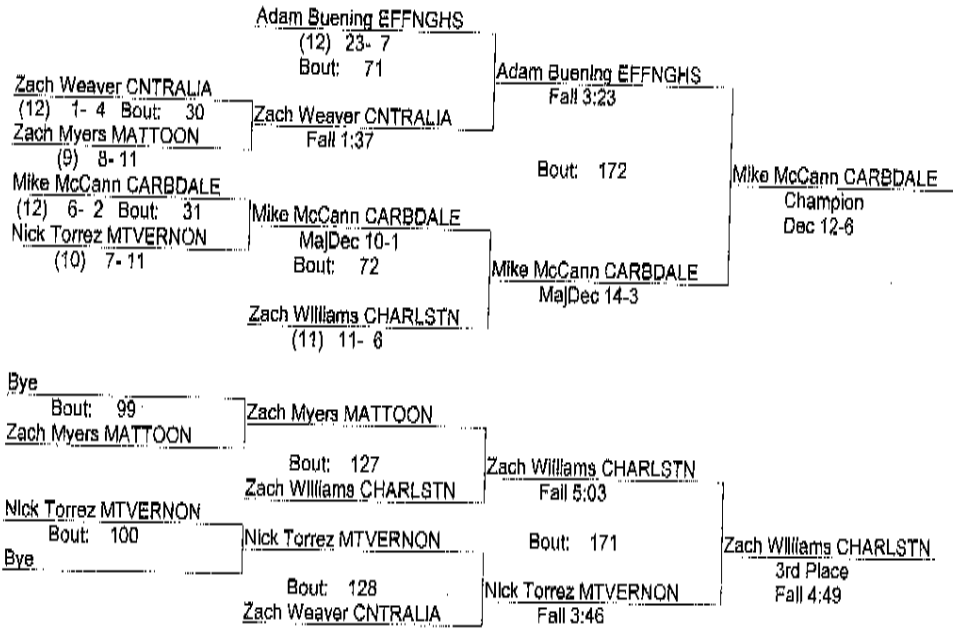 Adam Buening EFFNGHS
(12) 23- 7
Bout: 71
Adam Buening EFFNGHS
Fall 3:23
Zach Weaver CNTRALIA
(12) 1- 4 Bout: 30
Zach Weaver CNTRALIA
Fall 1:37
Zach Myers MATTOON
(9) 8- 11
Bout: 172
Mike McCann CARBDALE
Champion
Dec 12-6
Mike McCann CARBDALE
(12) 6- 2 Bout: 31
Mike McCann CARBDALE
MajDec 10-1
Bout: 72
Nick Torrez MTVERNON
(10) 7- 11
Mike McCann CARBDALE
MajDec 14-3
Zach Williams CHARLSTN
(11) 11- 6
Bye
Bout: 99
Zach Myers MATTOON
Zach Myers MATTOON
Bout: 127
Zach Williams CHARLSTN
Zach Williams CHARLSTN
Fall 5:03
Nick Torrez MTVERNON
Bout: 100
Nick Torrez MTVERNON
Bout: 171
Zach Williams CHARLSTN
3rd Place
Fall 4:49
Bye
Bout: 128
Nick Torrez MTVERNON
Fall 3:46
Zach Weaver CNTRALIA